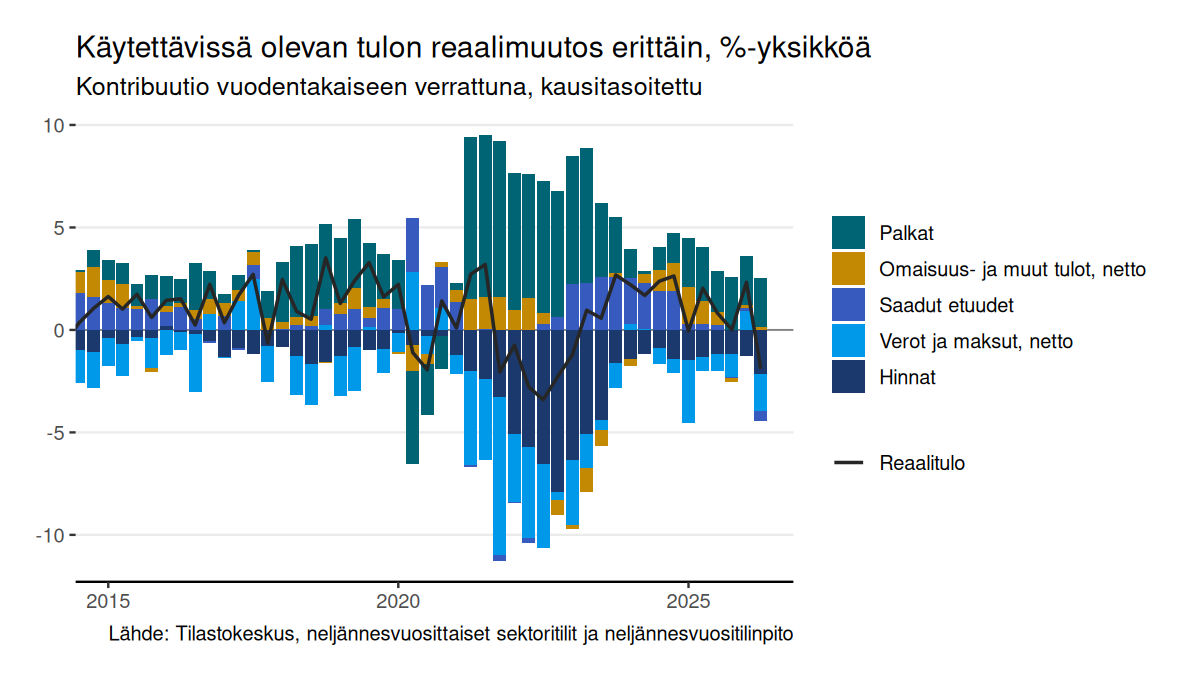 Käytettävissä olevan tulon reaalimuutos erittäin, %-yksikköä
Kontribuutio vuodentakaiseen verrattuna, kausitasoitettu
10
5
0
-5
-10
2015
2020
2025
Palkat
Omaisuus- ja muut tulot, netto
Saadut etuudet
Verot ja maksut, netto
Hinnat
Reaalitulo
Lähde: Tilastokeskus, neljännesvuosittaiset sektoritilit ja neljännesvuositilinpito